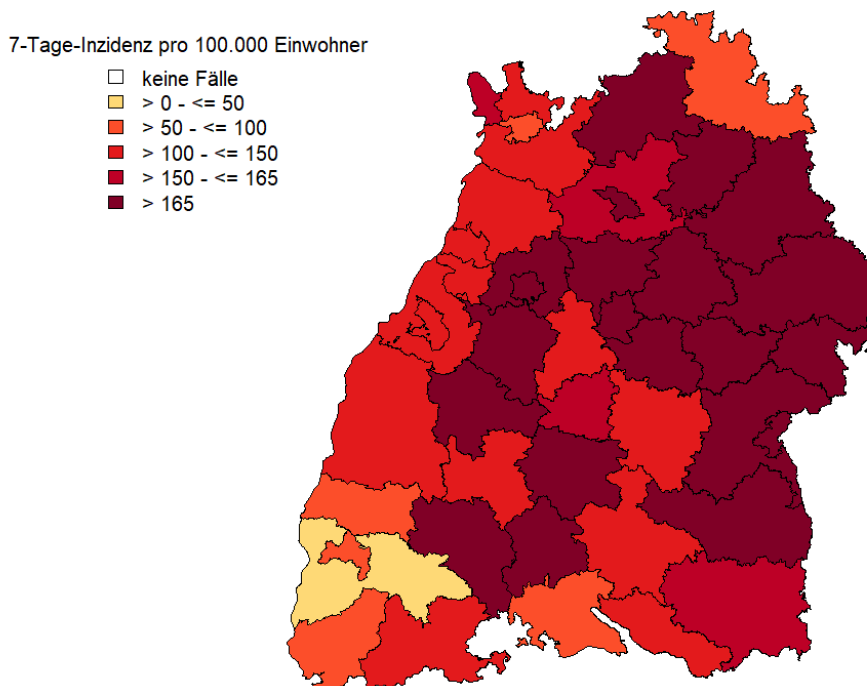 7-Tage-Inzidenz pro 100.000 Einwohner
keine Fälle
> 0 - <= 50
> 50 - <= 100
> 100 - <= 150
> 150 - <= 165
> 165